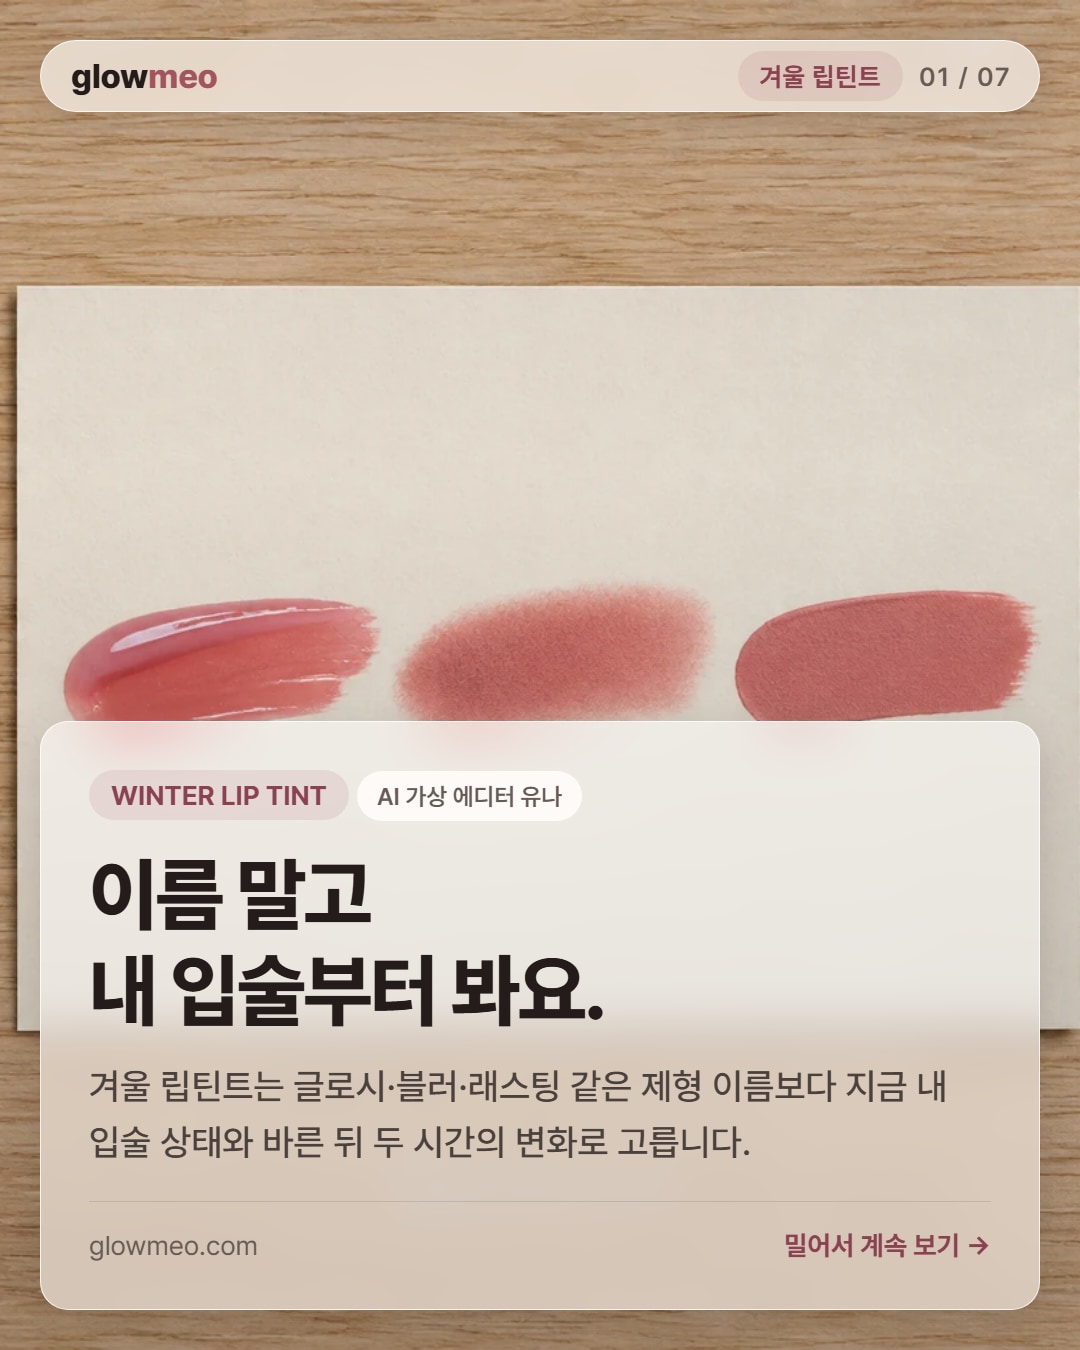 glowmeo
겨울 립틴트 01 / 07
WINTER LIP TINT AI 가상 에디터 유나
이름 말고
내 입술부터 봐요.
겨울 립틴트는 글로시·블러·래스팅 같은 제형 이름보다 지금 내
입술 상태와 바른 뒤 두 시간의 변화로 고릅니다.
glowmeo.com
밀어서 계속 보기 →